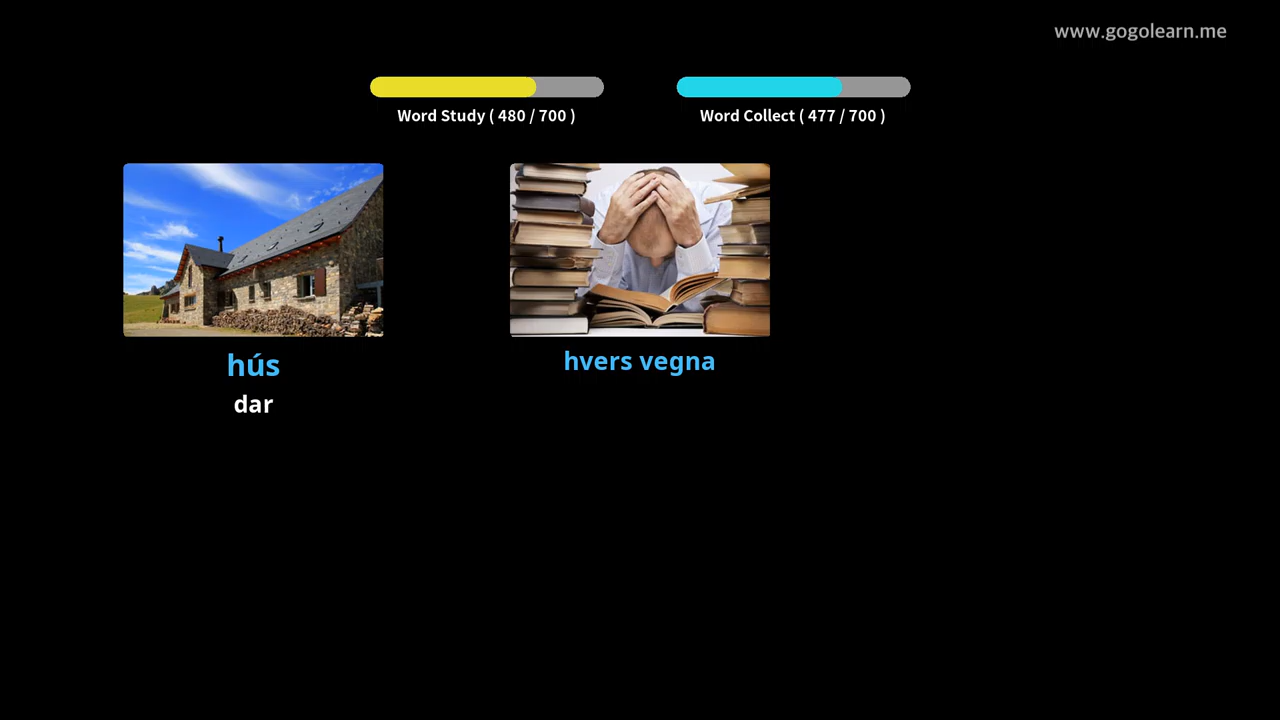 www.gogolearn.me
Word Study ( 480 / 700 )
Word Collect ( 477 / 700 )
hús
dar
hvers vegna